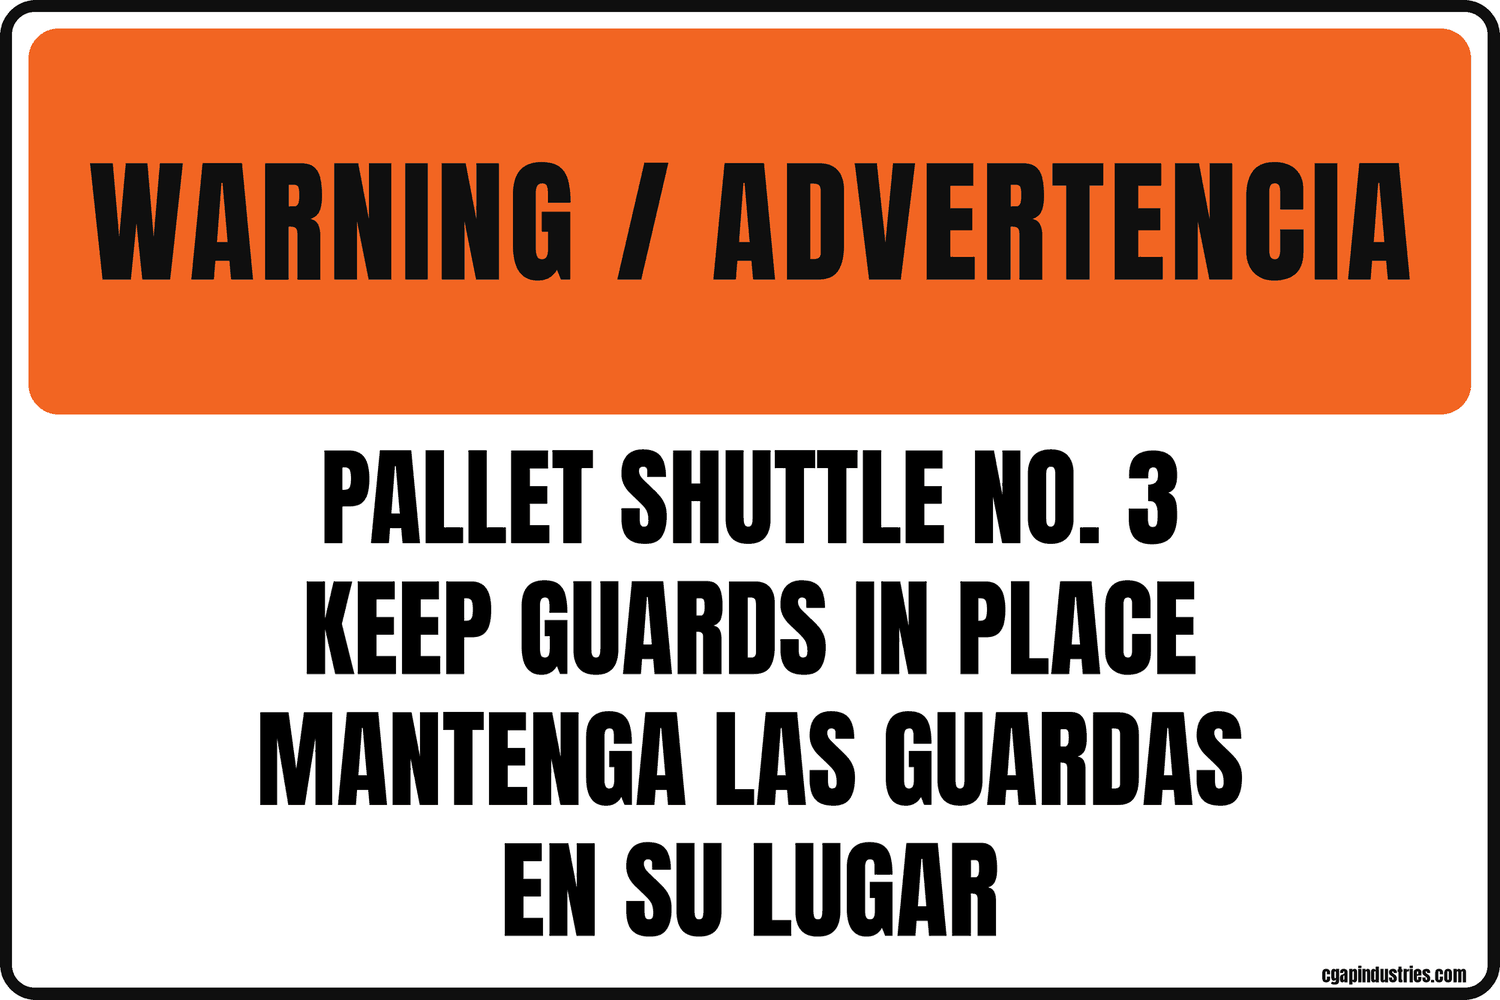 WARNING / ADVERTENCIA
PALLET SHUTTLE NO. 3
KEEP GUARDS IN PLACE
MANTENGA LAS GUARDAS
EN SU LUGAR
cgapindustries.com